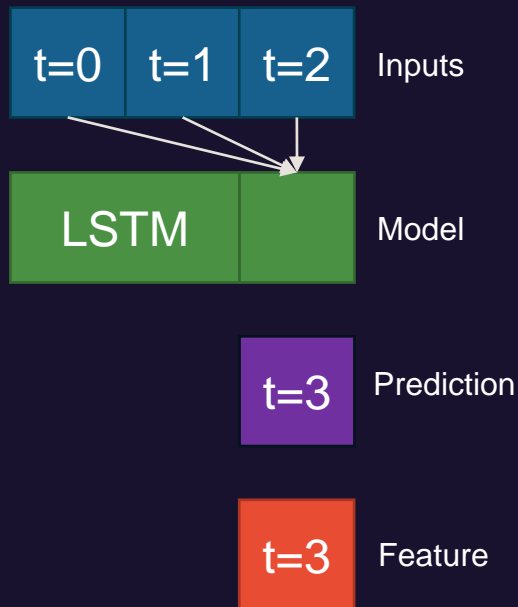 t=0 t=1 t=2 Inputs
LSTM Model
t=3 Prediction
t=3 Feature